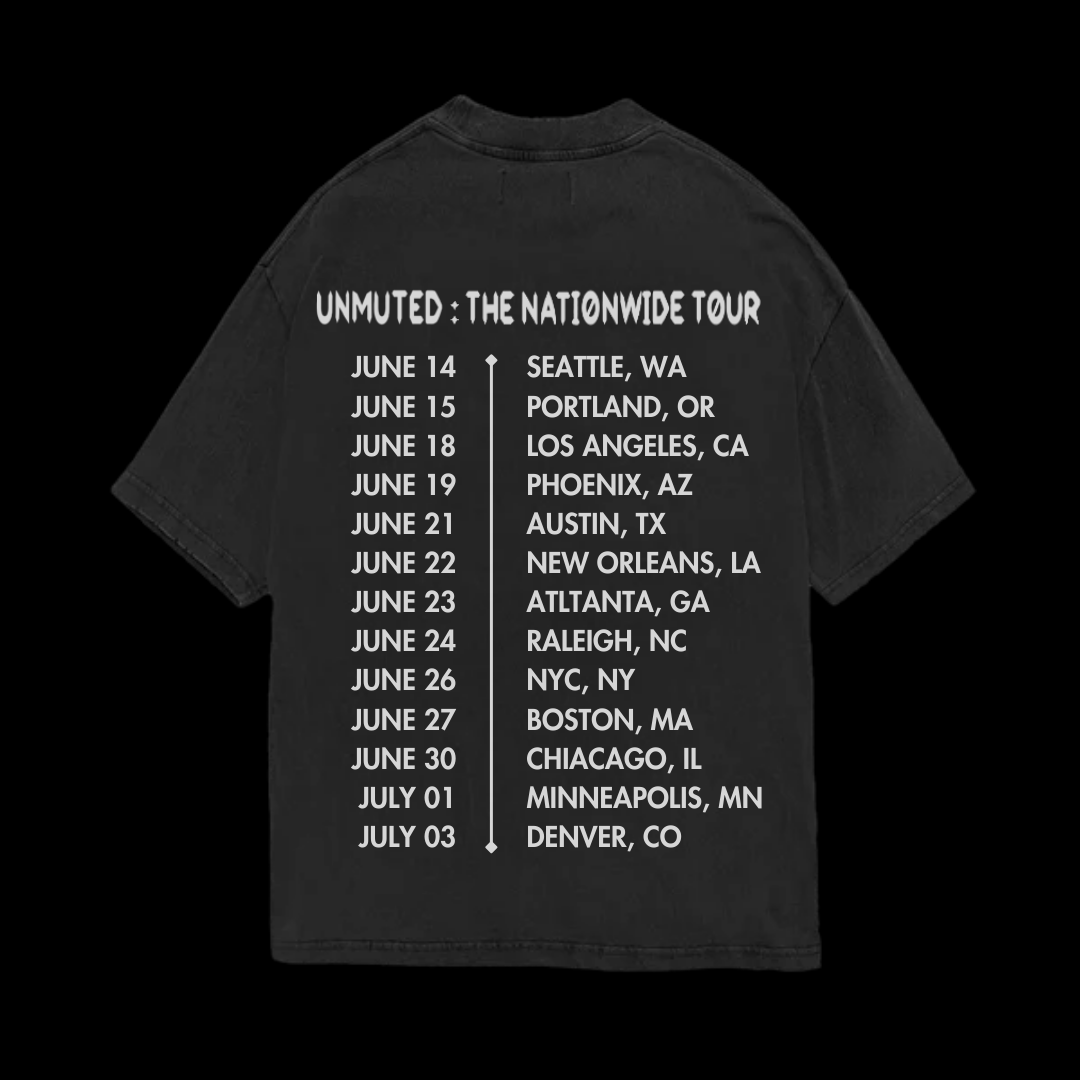 UNMUTED : THE NATIØNWIDE TØUR
JUNE 14 SEATTLE, WA
JUNE 15 PORTLAND, OR
JUNE 18 LOS ANGELES, CA
JUNE 19 PHOENIX, AZ
JUNE 21 AUSTIN, TX
JUNE 22 NEW ORLEANS, LA
JUNE 23 ATLTANTA, GA
JUNE 24 RALEIGH, NC
JUNE 26 NYC, NY
JUNE 27 BOSTON, MA
JUNE 30 CHIACAGO, IL
JULY 01 MINNEAPOLIS, MN
JULY 03 DENVER, CO